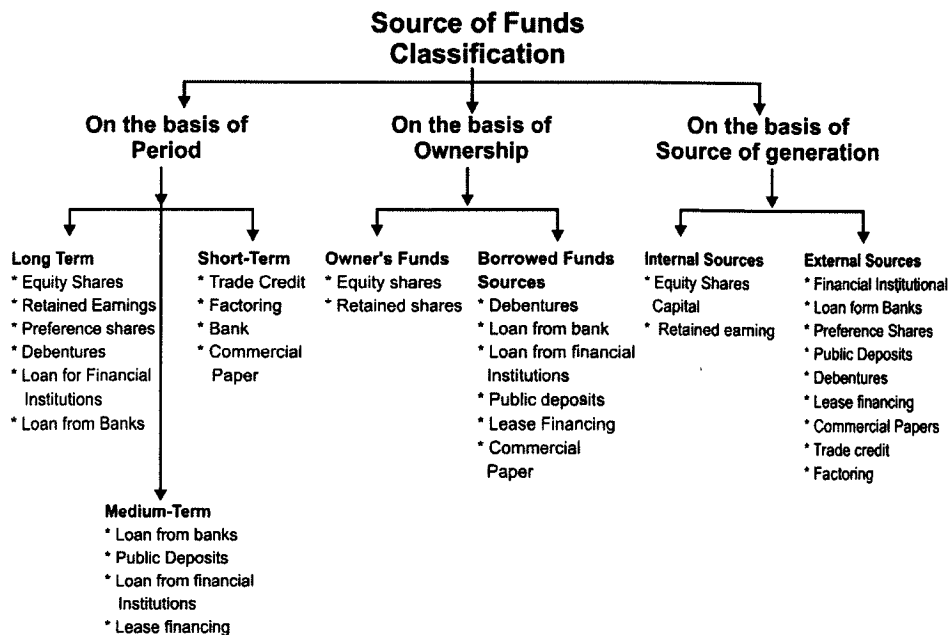 Source of Funds
Classification
On the basis of
Period
On the basis of
Ownership
On the basis of
Source of generation
Long Term
* Equity Shares
* Retained Earnings
* Preference shares
* Debentures
* Loan for Financial
Institutions
* Loan from Banks
Short-Term
* Trade Credit
* Factoring
* Bank
* Commercial
Paper
Medium-Term
* Loan from banks
* Public Deposits
* Loan from financial
Institutions
* Lease financing
Owner's Funds
* Equity shares
* Retained shares
Borrowed Funds
Sources
* Debentures
* Loan from bank
* Loan from financial
Institutions
* Public deposits
* Lease Financing
* Commercial
Paper
Internal Sources
* Equity Shares
Capital
* Retained earning
External Sources
* Financial Institutional
* Loan form Banks
* Preference Shares
* Public Deposits
* Debentures
* Lease financing
* Commercial Papers
* Trade credit
* Factoring